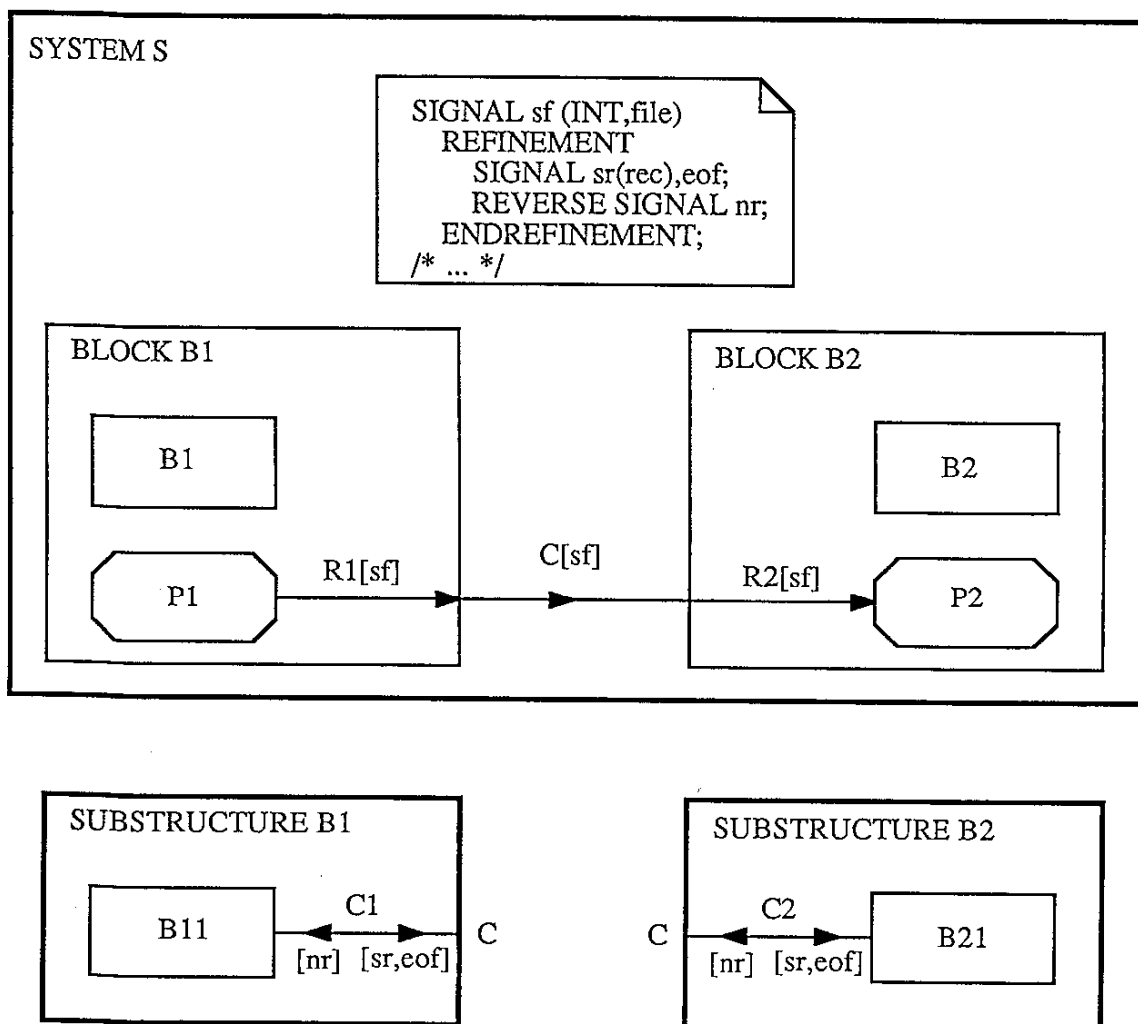 SYSTEM S
SIGNAL sf (INT,file)
REFINEMENT
SIGNAL sr(rec),eof;
REVERSE SIGNAL nr;
ENDREFINEMENT;
/* ... */
BLOCK B1
B1
P1
R1[sf]
C[sf]
BLOCK B2
B2
R2[sf]
P2
SUBSTRUCTURE B1
B11
C1
[nr] [sr,eof]
C
SUBSTRUCTURE B2
C
C2
[nr] [sr,eof]
B21